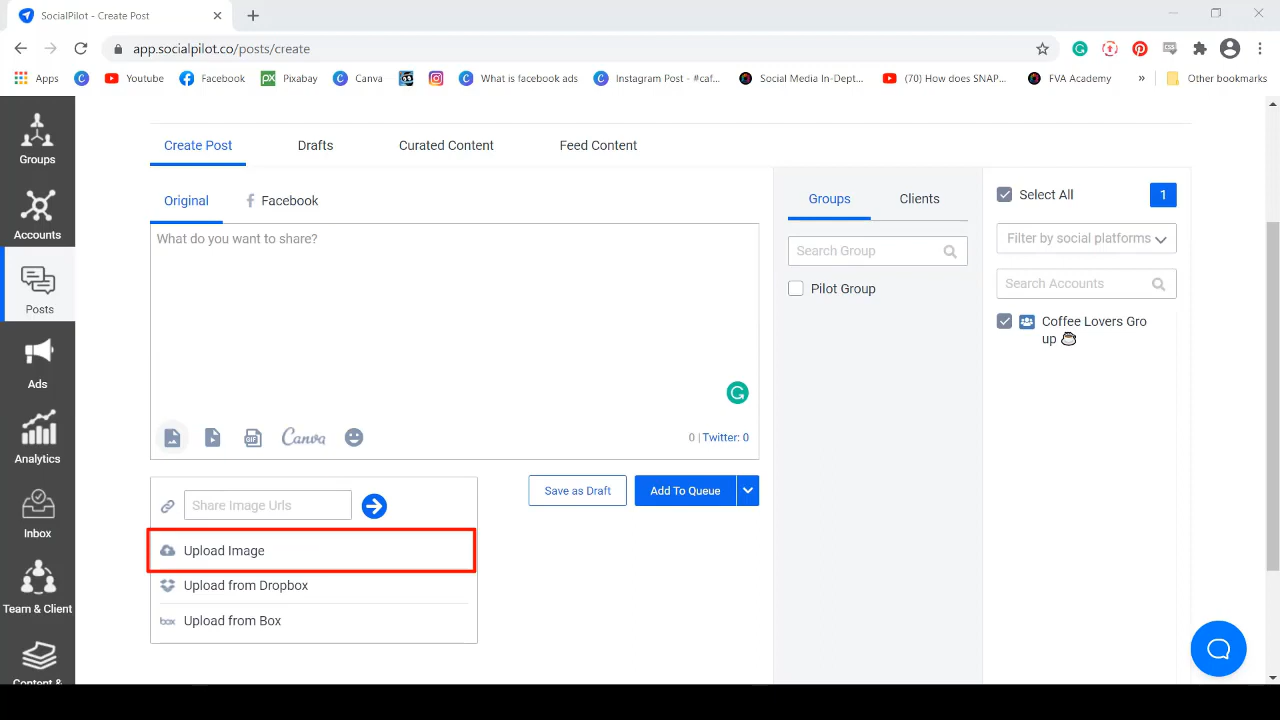 SocialPilot - Create Post
app.socialpilot.co/posts/create
Apps
Youtube
Facebook
Pixabay
Canva
What is facebook ads
Instagram Post - #caf...
Social Media In-Dept...
(70) How does SNAP...
FVA Academy
»
Other bookmarks
Groups
Accounts
Posts
Ads
Analytics
Inbox
Team & Client
Content &
Create Post
Drafts
Curated Content
Feed Content
Original
Facebook
What do you want to share?
GIF
Canva
0 | Twitter: 0
Share Image Urls
Upload Image
Upload from Dropbox
box
Upload from Box
Save as Draft
Add To Queue
Groups
Clients
Search Group
Pilot Group
Select All
1
Filter by social platforms
Search Accounts
Coffee Lovers Gro
up ☕